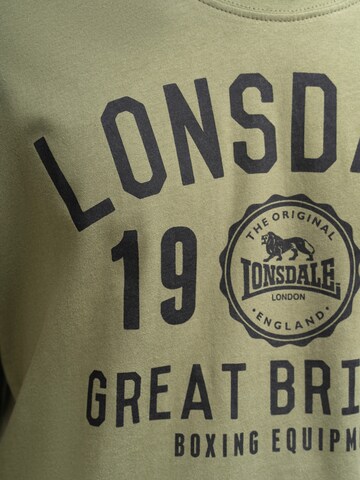 LONSDA
19
THE ORIGINAL
LONSDALE
LONDON
• ENGLAND •
GREAT BRI
BOXING EQUIPM